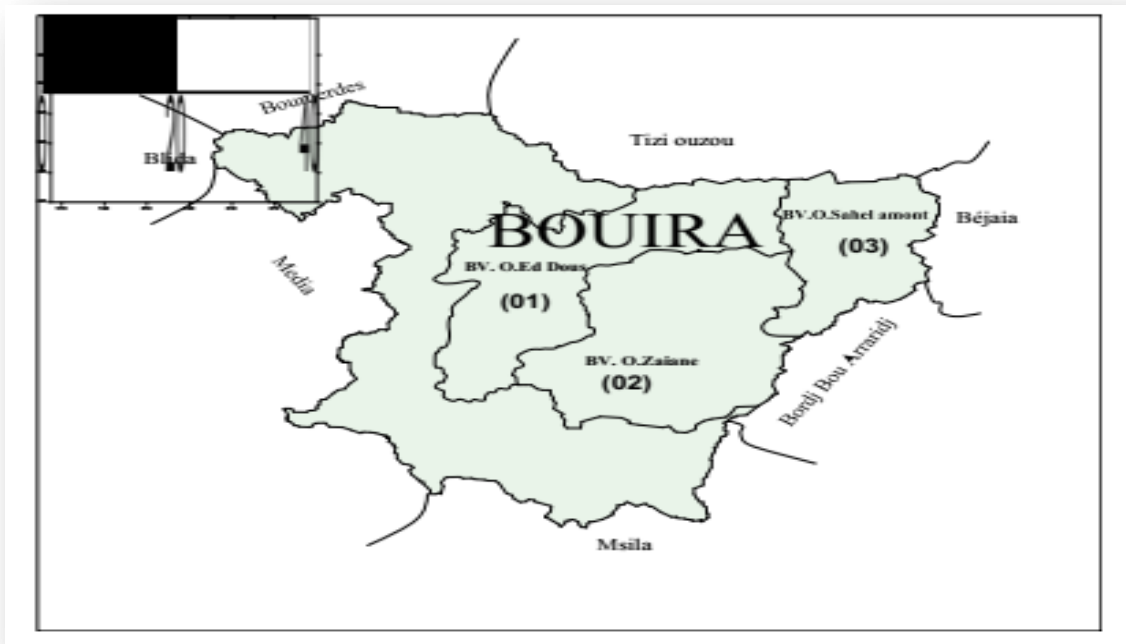 Boumerdes
Tizi ouzou
Blida
BV.O.Sahel amont
Béjaia
BOUIRA
(03)
Media
BV. O.Ed Dous
(01)
Bordj Bou Arraridj
BV. O.Zaiane
(02)
Msila